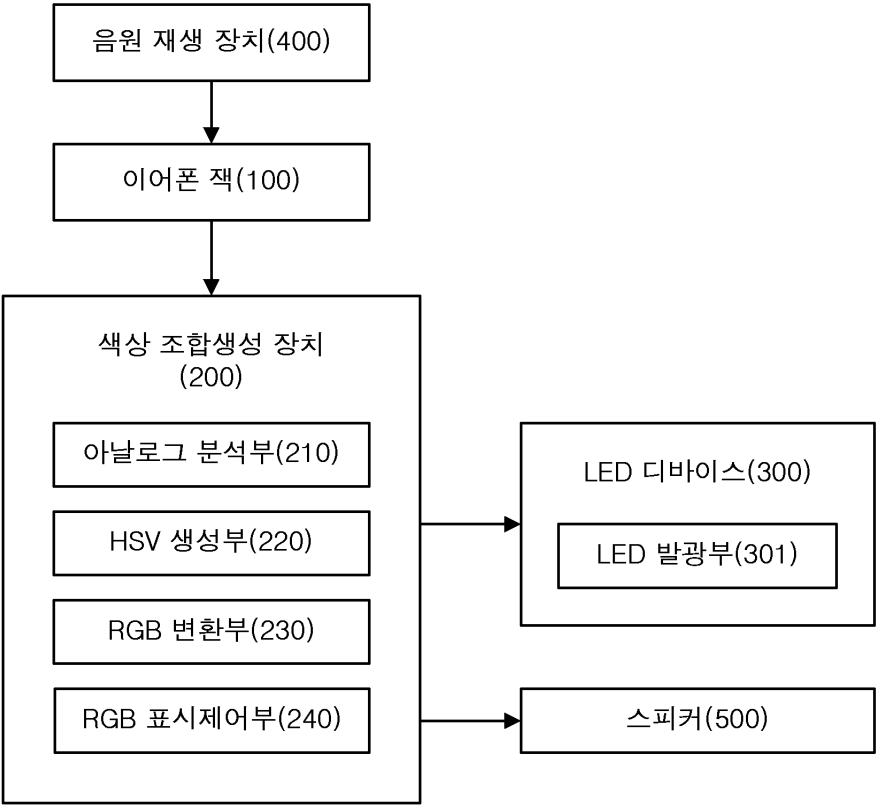 음원 재생 장치(400)
이어폰 잭(100)
색상 조합생성 장치
(200)
아날로그 분석부(210)
HSV 생성부(220)
RGB 변환부(230)
RGB 표시제어부(240)
LED 디바이스(300)
LED 발광부(301)
스피커(500)